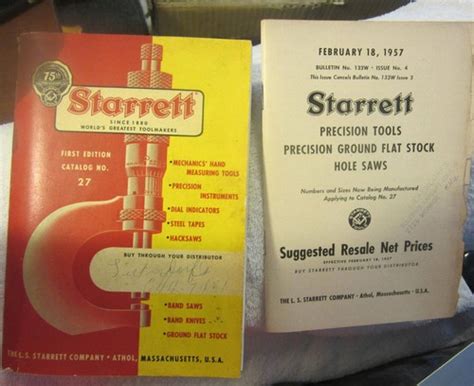 75th
Starrett
SINCE 1880
WORLD'S GREATEST TOOLMAKERS
FIRST EDITION
CATALOG NO.
27
• MECHANICS' HAND
MEASURING TOOLS
• PRECISION
INSTRUMENTS
• DIAL INDICATORS
• STEEL TAPES
• HACKSAWS
BUY THROUGH YOUR DISTRIBUTOR
• BAND SAWS
• BAND KNIVES
• GROUND FLAT STOCK
THE L. S. STARRETT COMPANY • ATHOL, MASSACHUSETTS, U.S.A.
FEBRUARY 18, 1957
BULLETIN No. 133W • ISSUE No. 4
This Issue Cancels Bulletin No. 133W Issue 3
Starrett
PRECISION TOOLS
PRECISION GROUND FLAT STOCK
HOLE SAWS
Numbers and Sizes Now Being Manufactured
Applying to Catalog No. 27
Suggested Resale Net Prices
EFFECTIVE FEBRUARY 18, 1957
BUY STARRETT THROUGH YOUR DISTRIBUTOR
THE L. S. STARRETT COMPANY • Athol, Massachusetts • U.S.A.